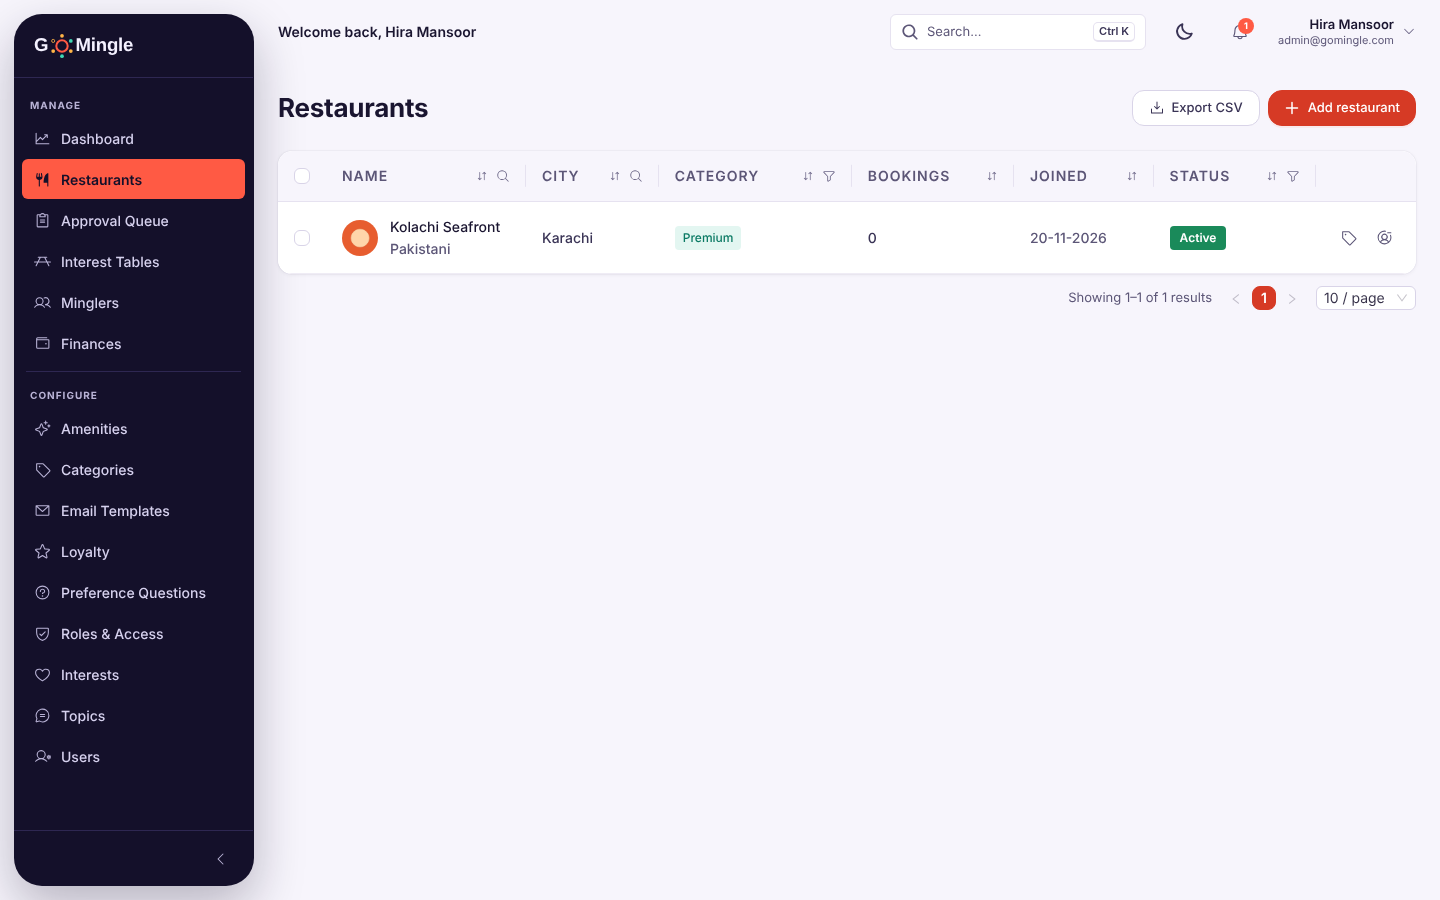 GoMingle
Welcome back, Hira Mansoor
Search...
Ctrl K
1
Hira Mansoor
admin@gomingle.com
MANAGE
Dashboard
Restaurants
Approval Queue
Interest Tables
Minglers
Finances
CONFIGURE
Amenities
Categories
Email Templates
Loyalty
Preference Questions
Roles & Access
Interests
Topics
Users
Restaurants
Export CSV
Add restaurant
NAME CITY CATEGORY BOOKINGS JOINED STATUS
Kolachi Seafront
Pakistani
Karachi Premium 0 20-11-2026 Active
Showing 1–1 of 1 results 1 10 / page